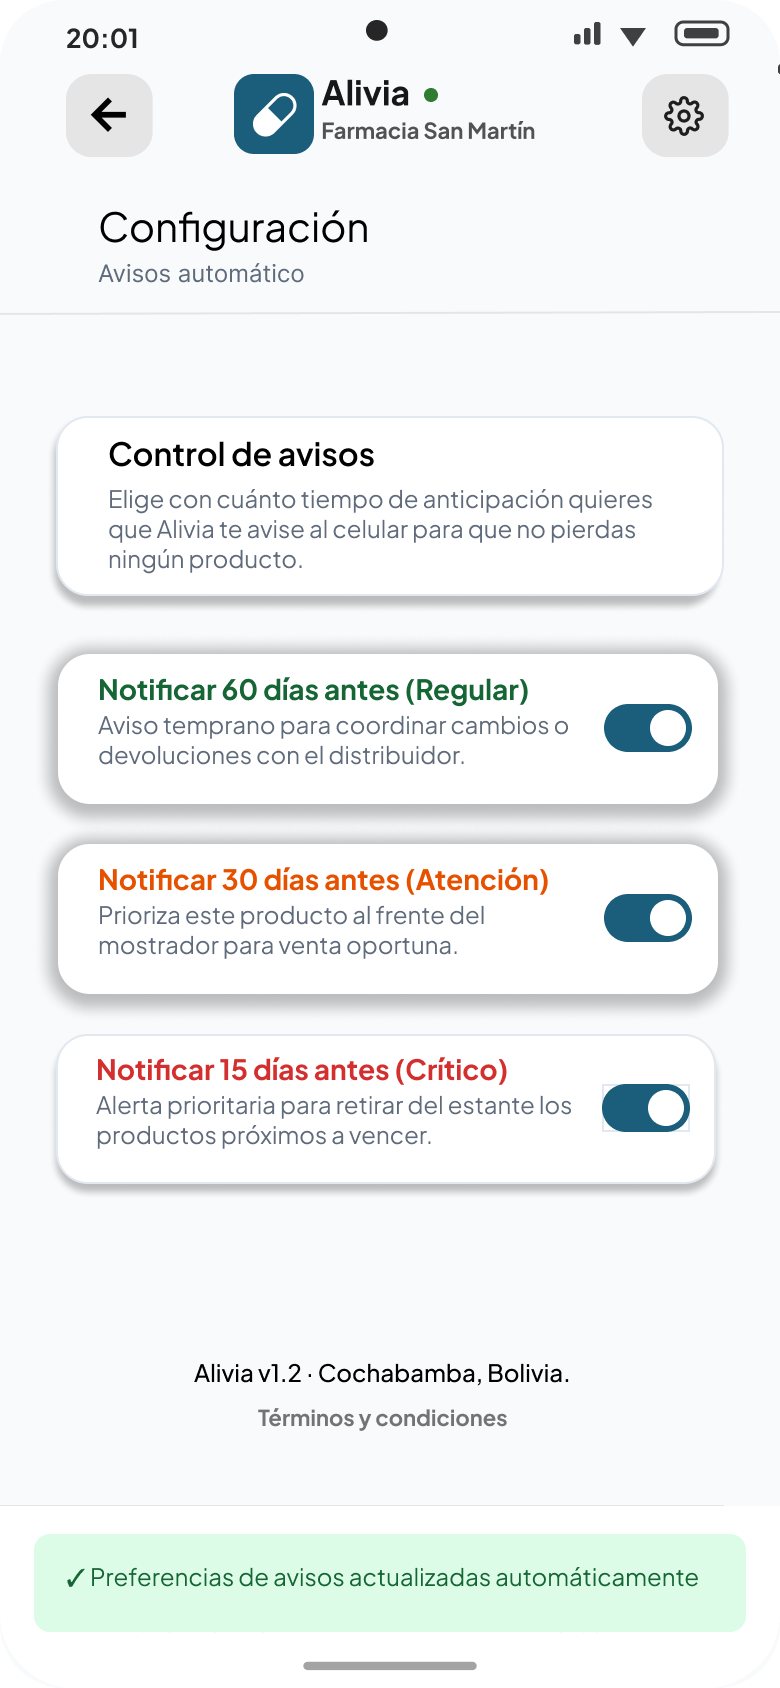 20:01
Alivia
Farmacia San Martín
Configuración
Avisos automático
Control de avisos
Elige con cuánto tiempo de anticipación quieres
que Alivia te avise al celular para que no pierdas
ningún producto.
Notificar 60 días antes (Regular)
Aviso temprano para coordinar cambios o
devoluciones con el distribuidor.
Notificar 30 días antes (Atención)
Prioriza este producto al frente del
mostrador para venta oportuna.
Notificar 15 días antes (Crítico)
Alerta prioritaria para retirar del estante los
productos próximos a vencer.
Alivia v1.2 · Cochabamba, Bolivia.
Términos y condiciones
✓ Preferencias de avisos actualizadas automáticamente